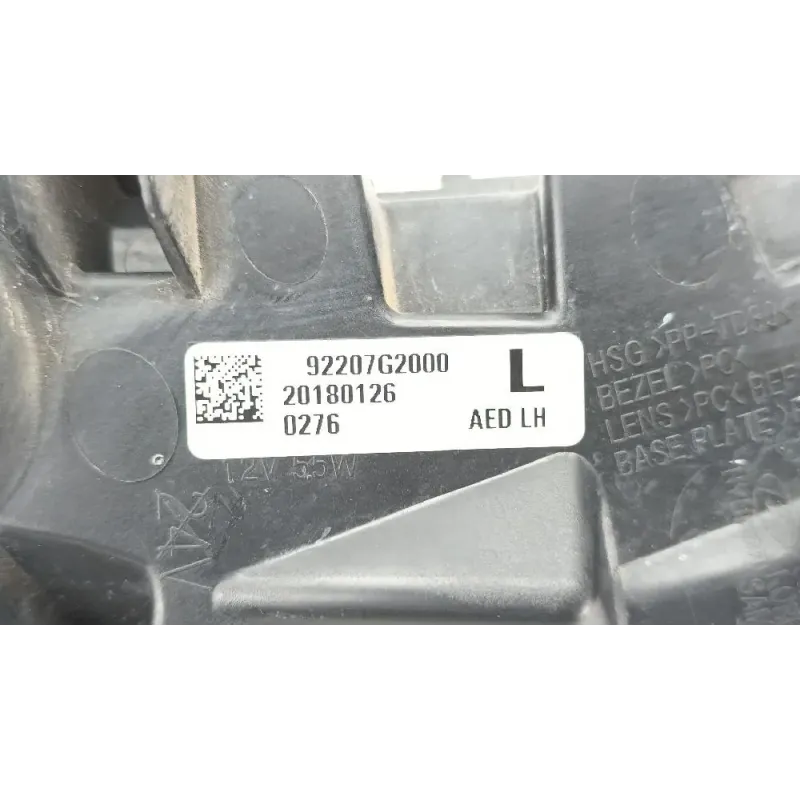 92207G2000
L
20180126
0276
AED LH
12V 55W
HSG >PP-TD
BEZEL >PC<
LENS >PC<
BASE PLATE >